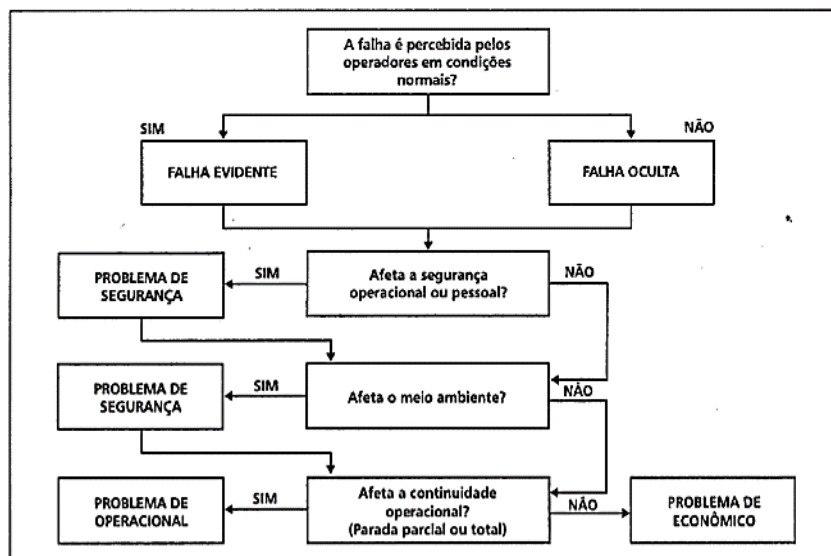 A falha é percebida pelos
operadores em condições
normais?
SIM
NÃO
FALHA EVIDENTE
FALHA OCULTA
PROBLEMA DE
SEGURANÇA
SIM
Afeta a segurança
operacional ou pessoal?
NÃO
PROBLEMA DE
SEGURANÇA
SIM
Afeta o meio ambiente?
NÃO
PROBLEMA DE
OPERACIONAL
SIM
Afeta a continuidade
operacional?
(Parada parcial ou total)
NÃO
PROBLEMA DE
ECONÔMICO